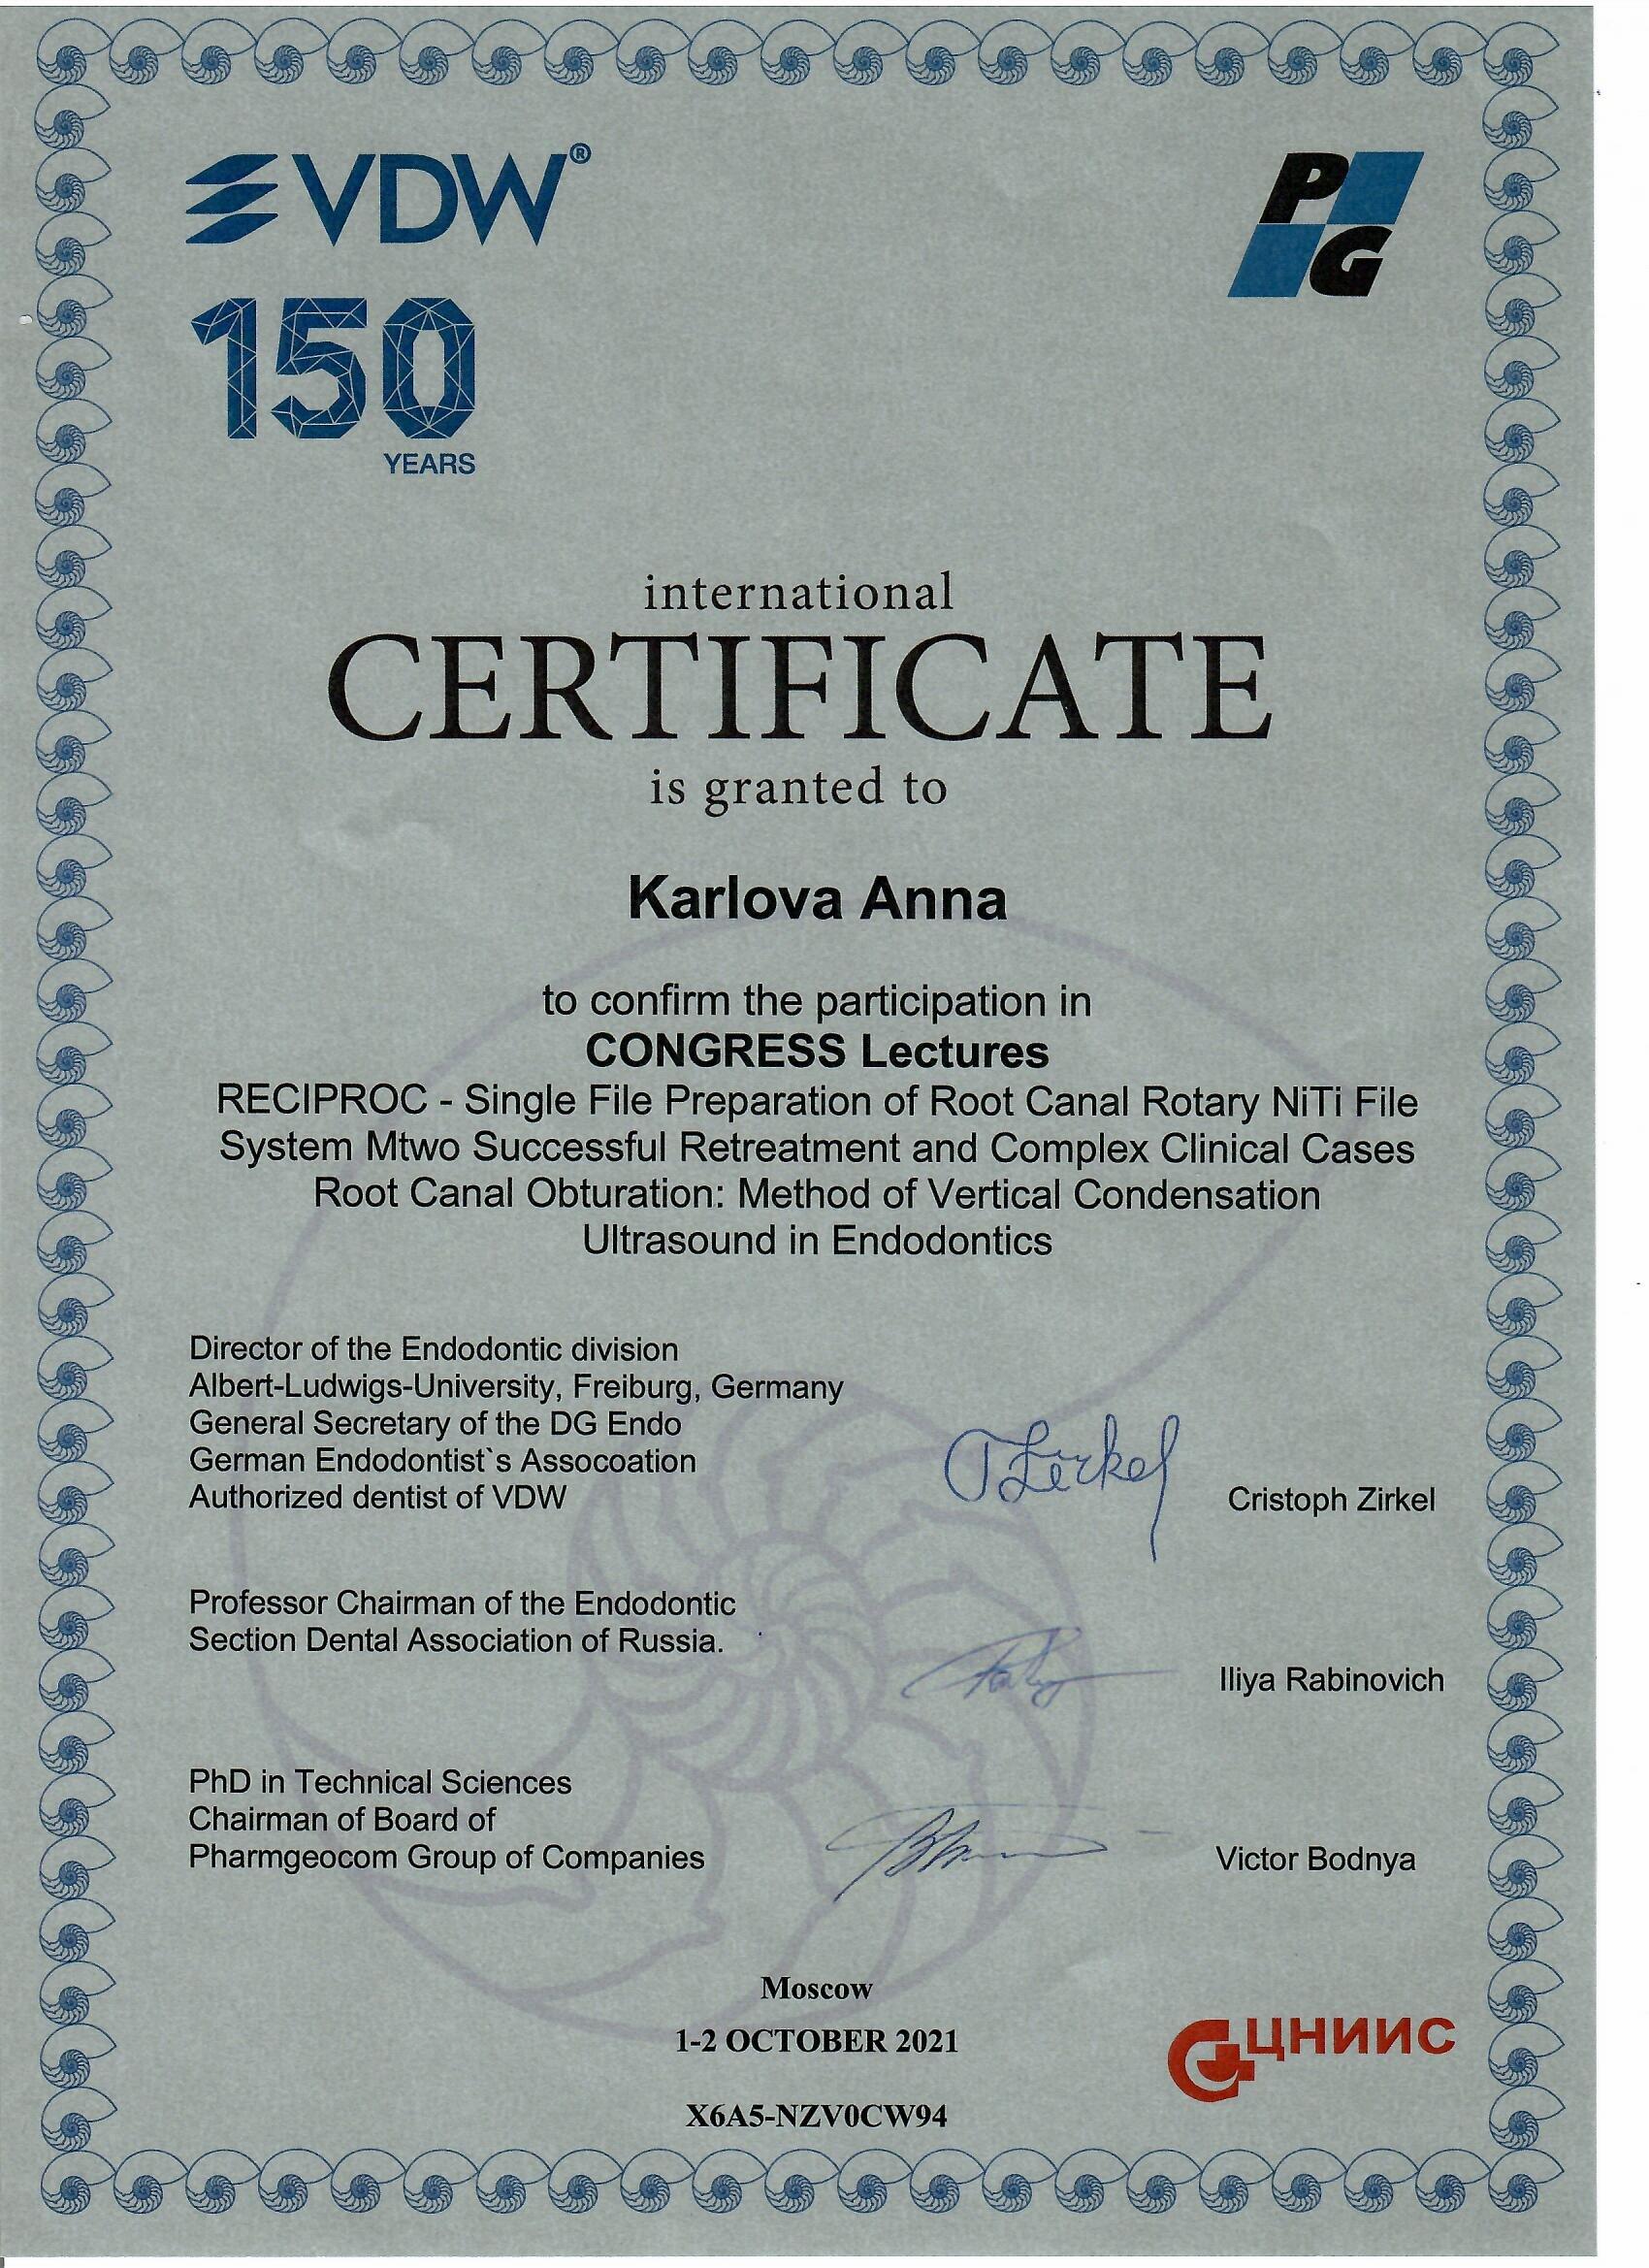 VDW®
150
YEARS
P
G
international
CERTIFICATE
is granted to
Karlova Anna
to confirm the participation in
CONGRESS Lectures
RECIPROC - Single File Preparation of Root Canal Rotary NiTi File
System Mtwo Successful Retreatment and Complex Clinical Cases
Root Canal Obturation: Method of Vertical Condensation
Ultrasound in Endodontics
Director of the Endodontic division
Albert-Ludwigs-University, Freiburg, Germany
General Secretary of the DG Endo
German Endodontist`s Assocoation
Authorized dentist of VDW
Cristoph Zirkel
Professor Chairman of the Endodontic
Section Dental Association of Russia.
Iliya Rabinovich
PhD in Technical Sciences
Chairman of Board of
Pharmgeocom Group of Companies
Victor Bodnya
Moscow
1-2 OCTOBER 2021
ЦНИИС
X6A5-NZV0CW94